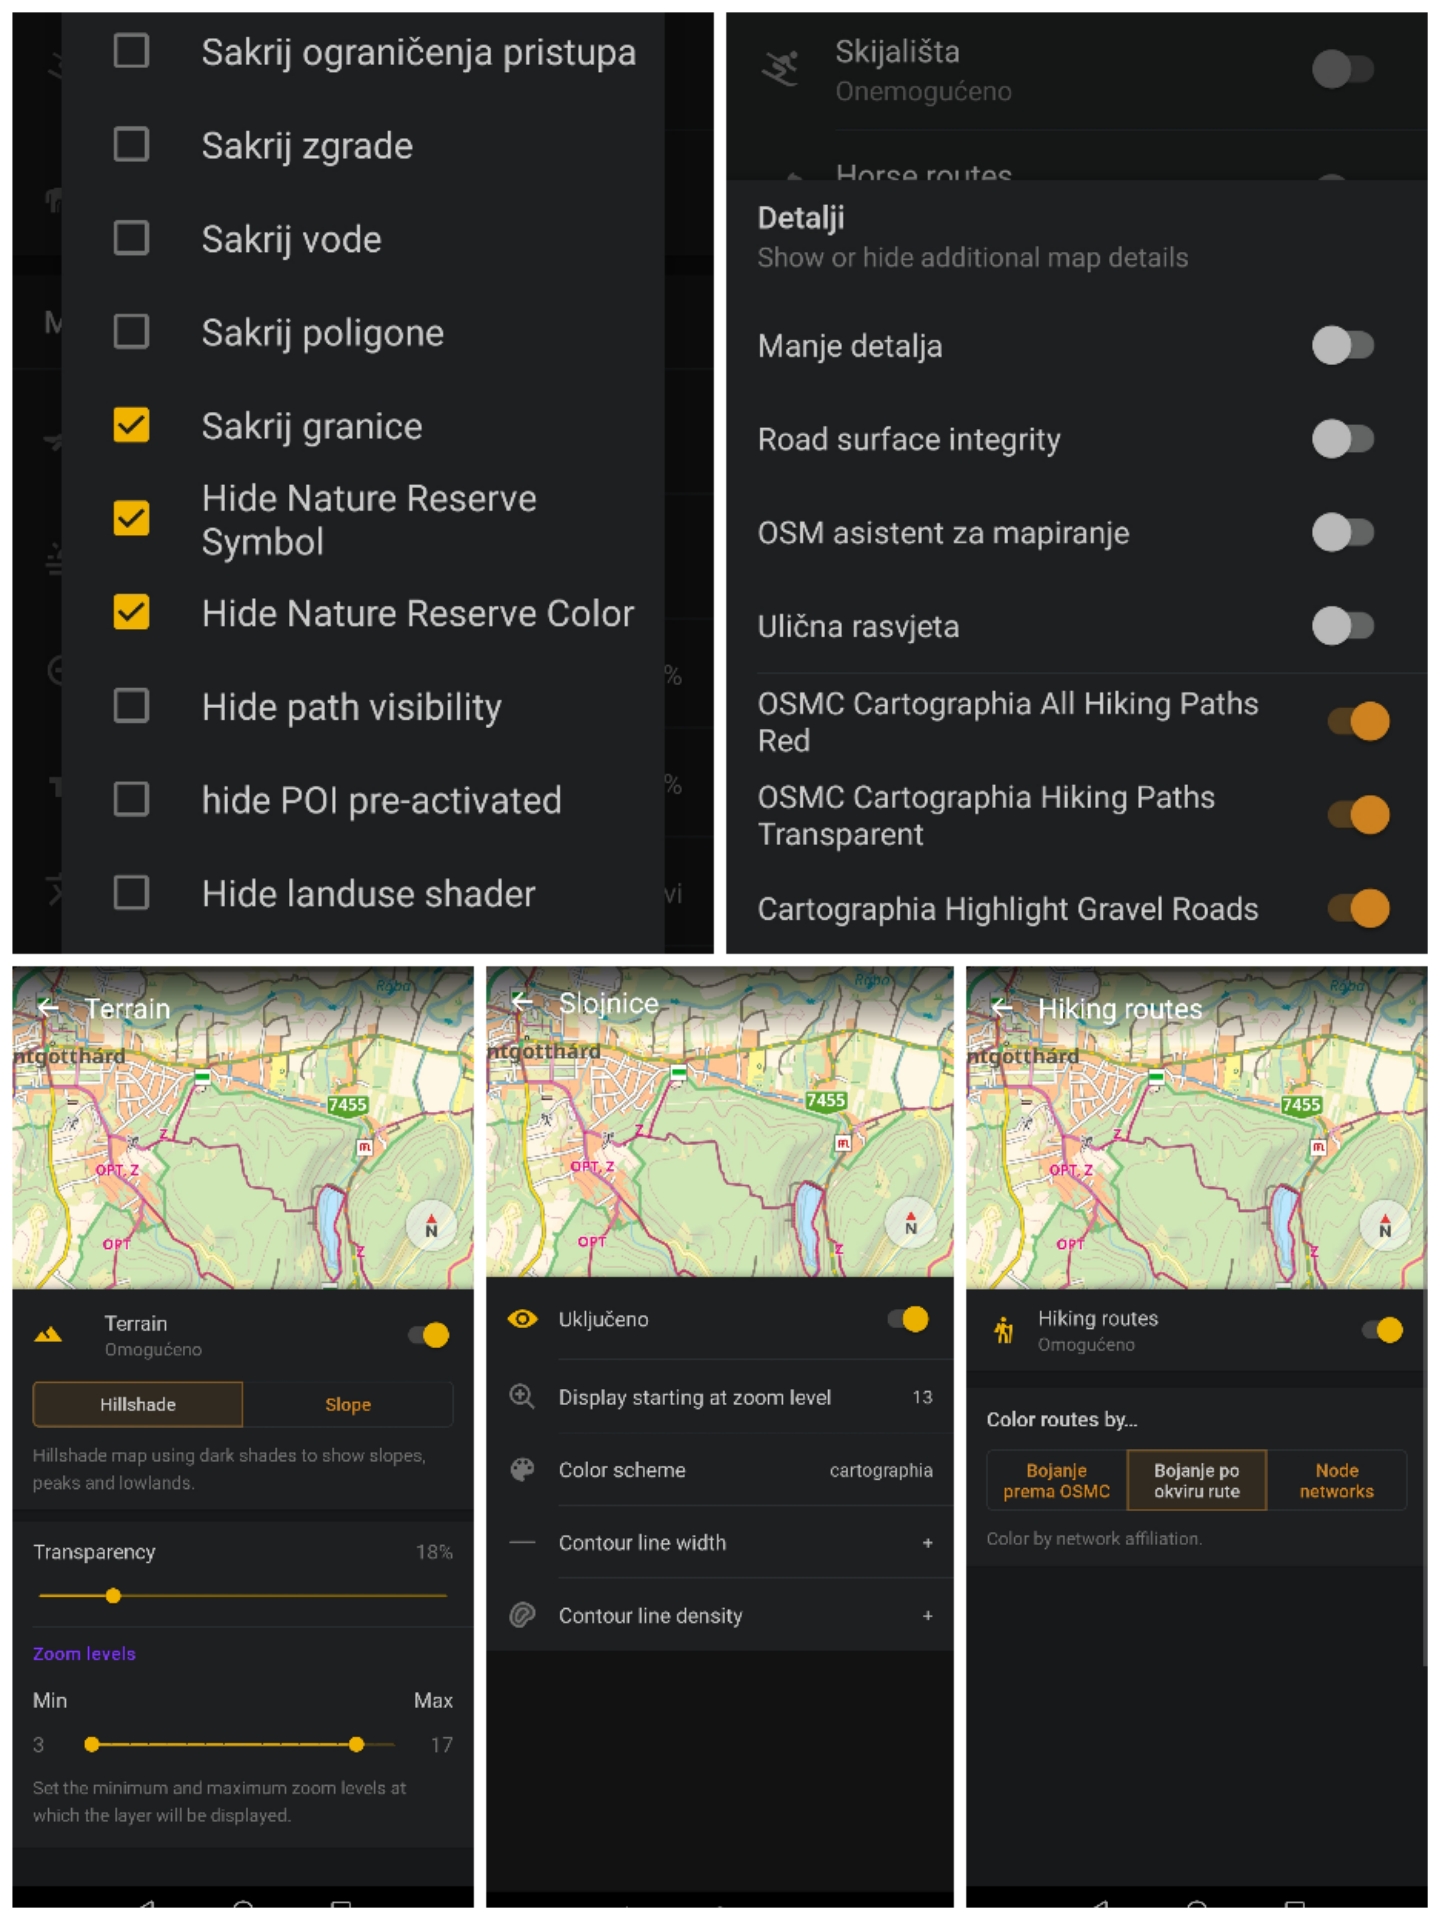 Sakrij ograničenja pristupa
Sakrij zgrade
Sakrij vode
Sakrij poligone
Sakrij granice
Hide Nature Reserve
Symbol
Hide Nature Reserve Color
Hide path visibility
hide POI pre-activated
Hide landuse shader
M
%
%
vi
Skijališta
Onemogućeno
Horse routes
Detalji
Show or hide additional map details
Manje detalja
Road surface integrity
OSM asistent za mapiranje
Ulična rasvjeta
OSMC Cartographia All Hiking Paths
Red
OSMC Cartographia Hiking Paths
Transparent
Cartographia Highlight Gravel Roads
Terrain
Rába
ntgotthárd
7455
m
Z
OPT, Z
OPT
Z
N
Terrain
Omogućeno
Hillshade
Slope
Hillshade map using dark shades to show slopes,
peaks and lowlands.
Transparency 18%
Zoom levels
Min Max
3 17
Set the minimum and maximum zoom levels at
which the layer will be displayed.
Slojnice
Rába
ntgotthárd
7455
m
Z
OPT, Z
OPT
Z
N
Uključeno
Display starting at zoom level 13
Color scheme cartographia
Contour line width +
Contour line density +
Hiking routes
Rába
ntgotthárd
7455
m
Z
OPT, Z
OPT
Z
N
Hiking routes
Omogućeno
Color routes by...
Bojanje
prema OSMC
Bojanje po
okviru rute
Node
networks
Color by network affiliation.